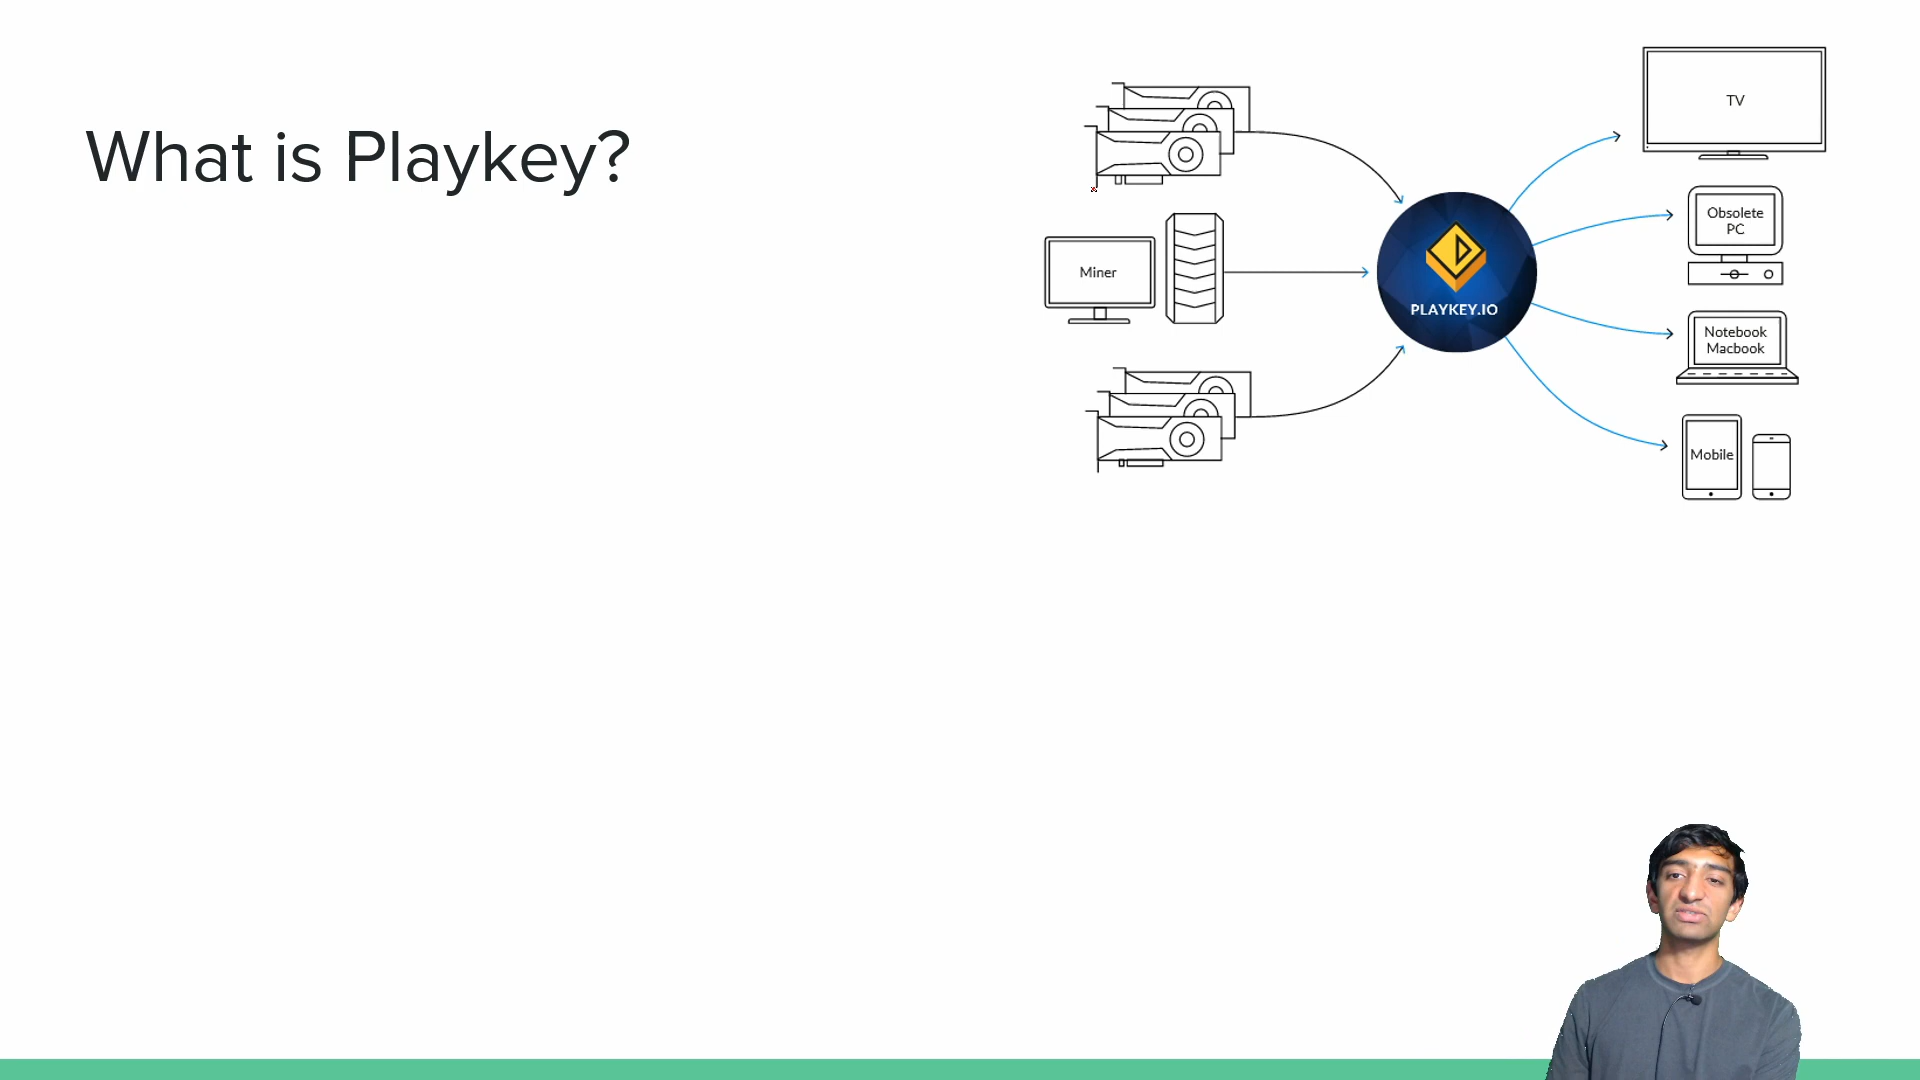 What is Playkey?
TV
Obsolete
PC
Miner
PLAYKEY.IO
Notebook
Macbook
Mobile